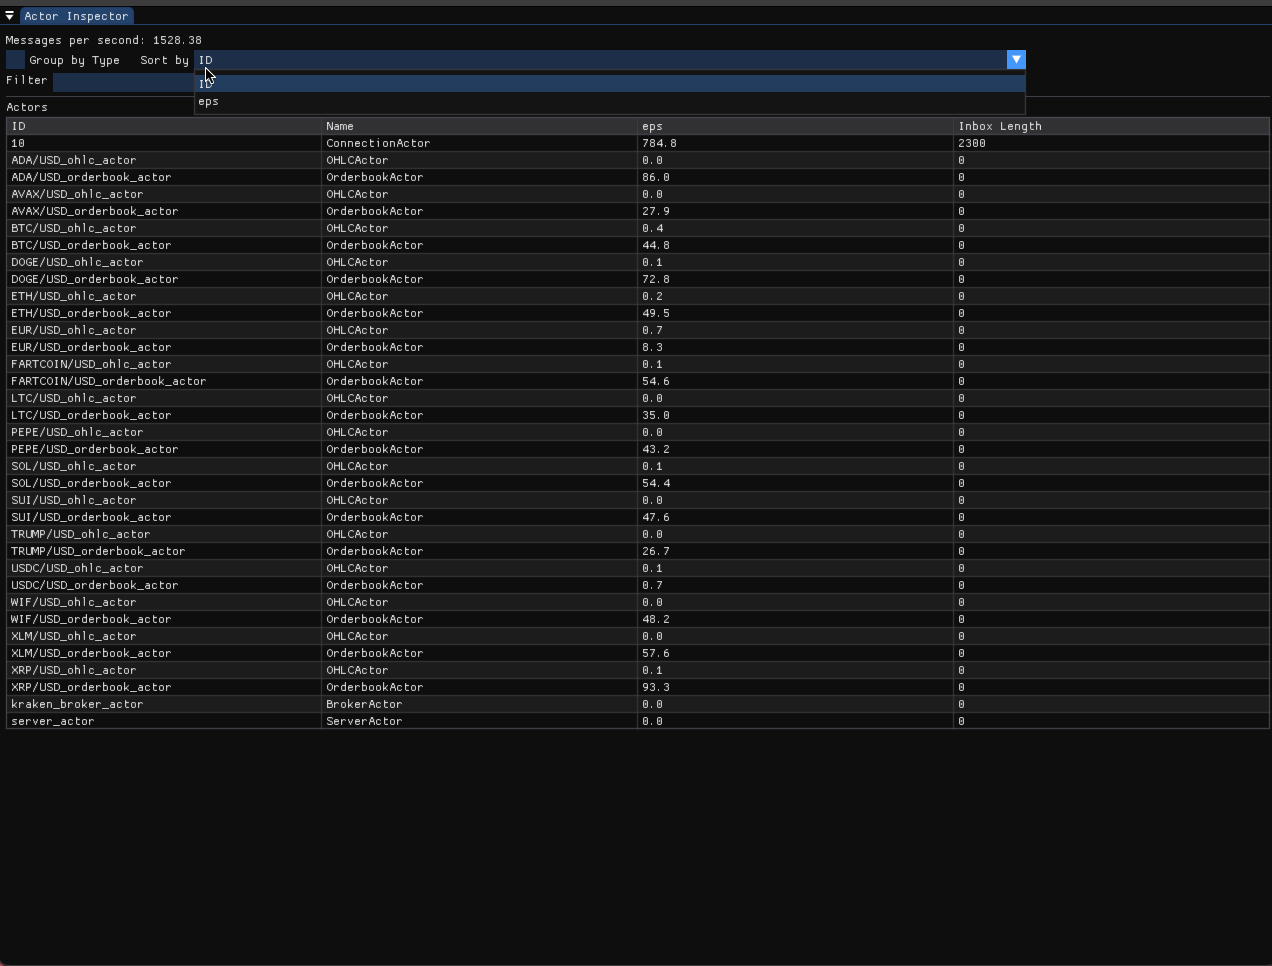 Actor Inspector
Messages per second: 1528.38
Group by Type Sort by ID
Filter
ID
eps
Actors
ID Name eps Inbox Length
10 ConnectionActor 784.8 2300
ADA/USD_ohlc_actor OHLCActor 0.0 0
ADA/USD_orderbook_actor OrderbookActor 86.0 0
AVAX/USD_ohlc_actor OHLCActor 0.0 0
AVAX/USD_orderbook_actor OrderbookActor 27.9 0
BTC/USD_ohlc_actor OHLCActor 0.4 0
BTC/USD_orderbook_actor OrderbookActor 44.8 0
DOGE/USD_ohlc_actor OHLCActor 0.1 0
DOGE/USD_orderbook_actor OrderbookActor 72.8 0
ETH/USD_ohlc_actor OHLCActor 0.2 0
ETH/USD_orderbook_actor OrderbookActor 49.5 0
EUR/USD_ohlc_actor OHLCActor 0.7 0
EUR/USD_orderbook_actor OrderbookActor 8.3 0
FARTCOIN/USD_ohlc_actor OHLCActor 0.1 0
FARTCOIN/USD_orderbook_actor OrderbookActor 54.6 0
LTC/USD_ohlc_actor OHLCActor 0.0 0
LTC/USD_orderbook_actor OrderbookActor 35.0 0
PEPE/USD_ohlc_actor OHLCActor 0.0 0
PEPE/USD_orderbook_actor OrderbookActor 43.2 0
SOL/USD_ohlc_actor OHLCActor 0.1 0
SOL/USD_orderbook_actor OrderbookActor 54.4 0
SUI/USD_ohlc_actor OHLCActor 0.0 0
SUI/USD_orderbook_actor OrderbookActor 47.6 0
TRUMP/USD_ohlc_actor OHLCActor 0.0 0
TRUMP/USD_orderbook_actor OrderbookActor 26.7 0
USDC/USD_ohlc_actor OHLCActor 0.1 0
USDC/USD_orderbook_actor OrderbookActor 0.7 0
WIF/USD_ohlc_actor OHLCActor 0.0 0
WIF/USD_orderbook_actor OrderbookActor 48.2 0
XLM/USD_ohlc_actor OHLCActor 0.0 0
XLM/USD_orderbook_actor OrderbookActor 57.6 0
XRP/USD_ohlc_actor OHLCActor 0.1 0
XRP/USD_orderbook_actor OrderbookActor 93.3 0
kraken_broker_actor BrokerActor 0.0 0
server_actor ServerActor 0.0 0